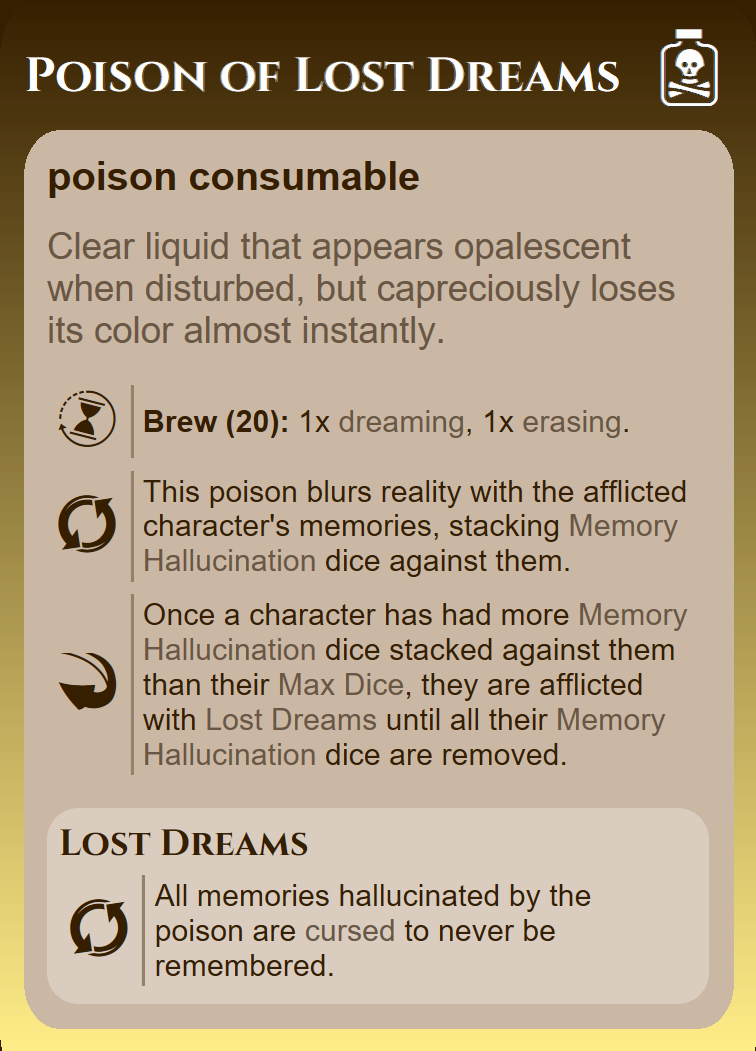 Poison of Lost Dreams
poison consumable
Clear liquid that appears opalescent
when disturbed, but capreciously loses
its color almost instantly.
Brew (20): 1x dreaming, 1x erasing.
This poison blurs reality with the afflicted
character's memories, stacking Memory
Hallucination dice against them.
Once a character has had more Memory
Hallucination dice stacked against them
than their Max Dice, they are afflicted
with Lost Dreams until all their Memory
Hallucination dice are removed.
Lost Dreams
All memories hallucinated by the
poison are cursed to never be
remembered.